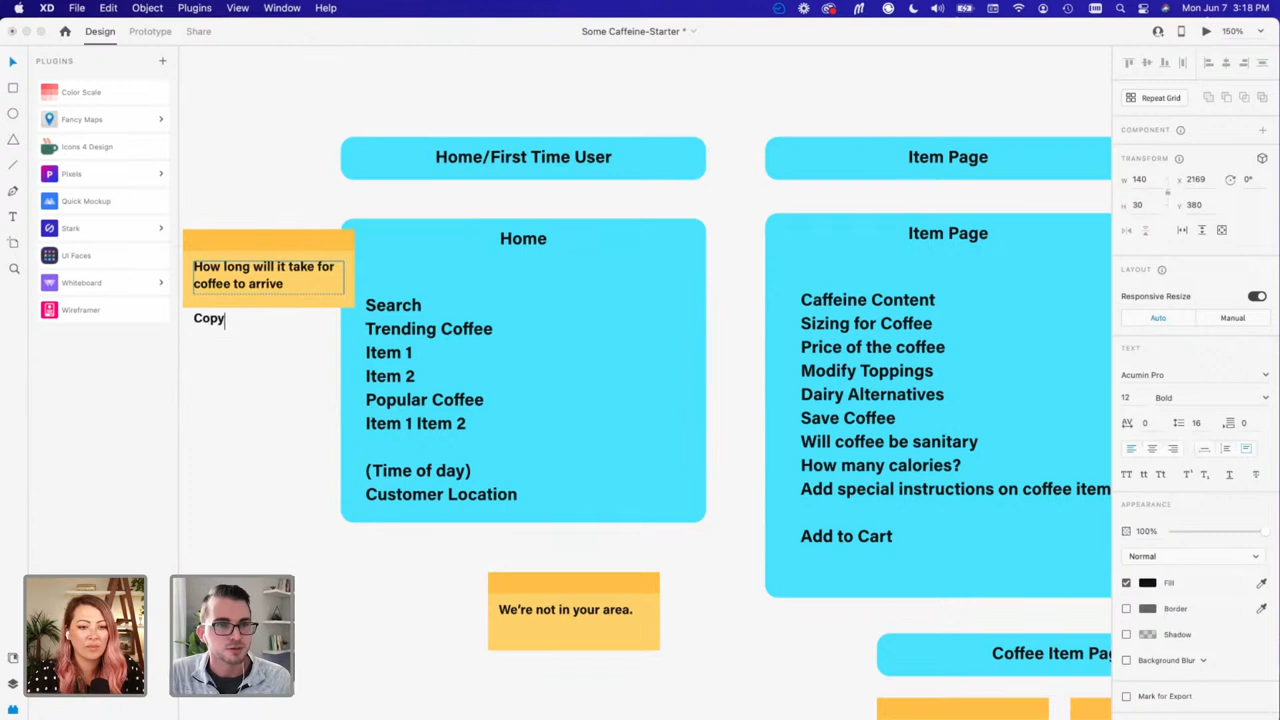 XD File Edit Object Plugins View Window Help
Mon Jun 7 3:18 PM
Design Prototype Share
Some Caffeine-Starter *
150%
PLUGINS
Color Scale
Fancy Maps
Icons 4 Design
Pixels
Quick Mockup
Stark
UI Faces
Whiteboard
Wireframer
Home/First Time User
Item Page
How long will it take for
coffee to arrive
Copy
Home
Search
Trending Coffee
Item 1
Item 2
Popular Coffee
Item 1 Item 2
(Time of day)
Customer Location
We're not in your area.
Item Page
Caffeine Content
Sizing for Coffee
Price of the coffee
Modify Toppings
Dairy Alternatives
Save Coffee
Will coffee be sanitary
How many calories?
Add special instructions on coffee item
Add to Cart
Coffee Item Pag
Repeat Grid
COMPONENT
TRANSFORM
W 140 X 2169 0°
H 30 Y 380
LAYOUT
Responsive Resize
Auto Manual
TEXT
Acumin Pro
12 Bold
0 16 0
TT tt Tt T¹ T₁ T T
APPEARANCE
100%
Normal
Fill
Border
Shadow
Background Blur
Mark for Export